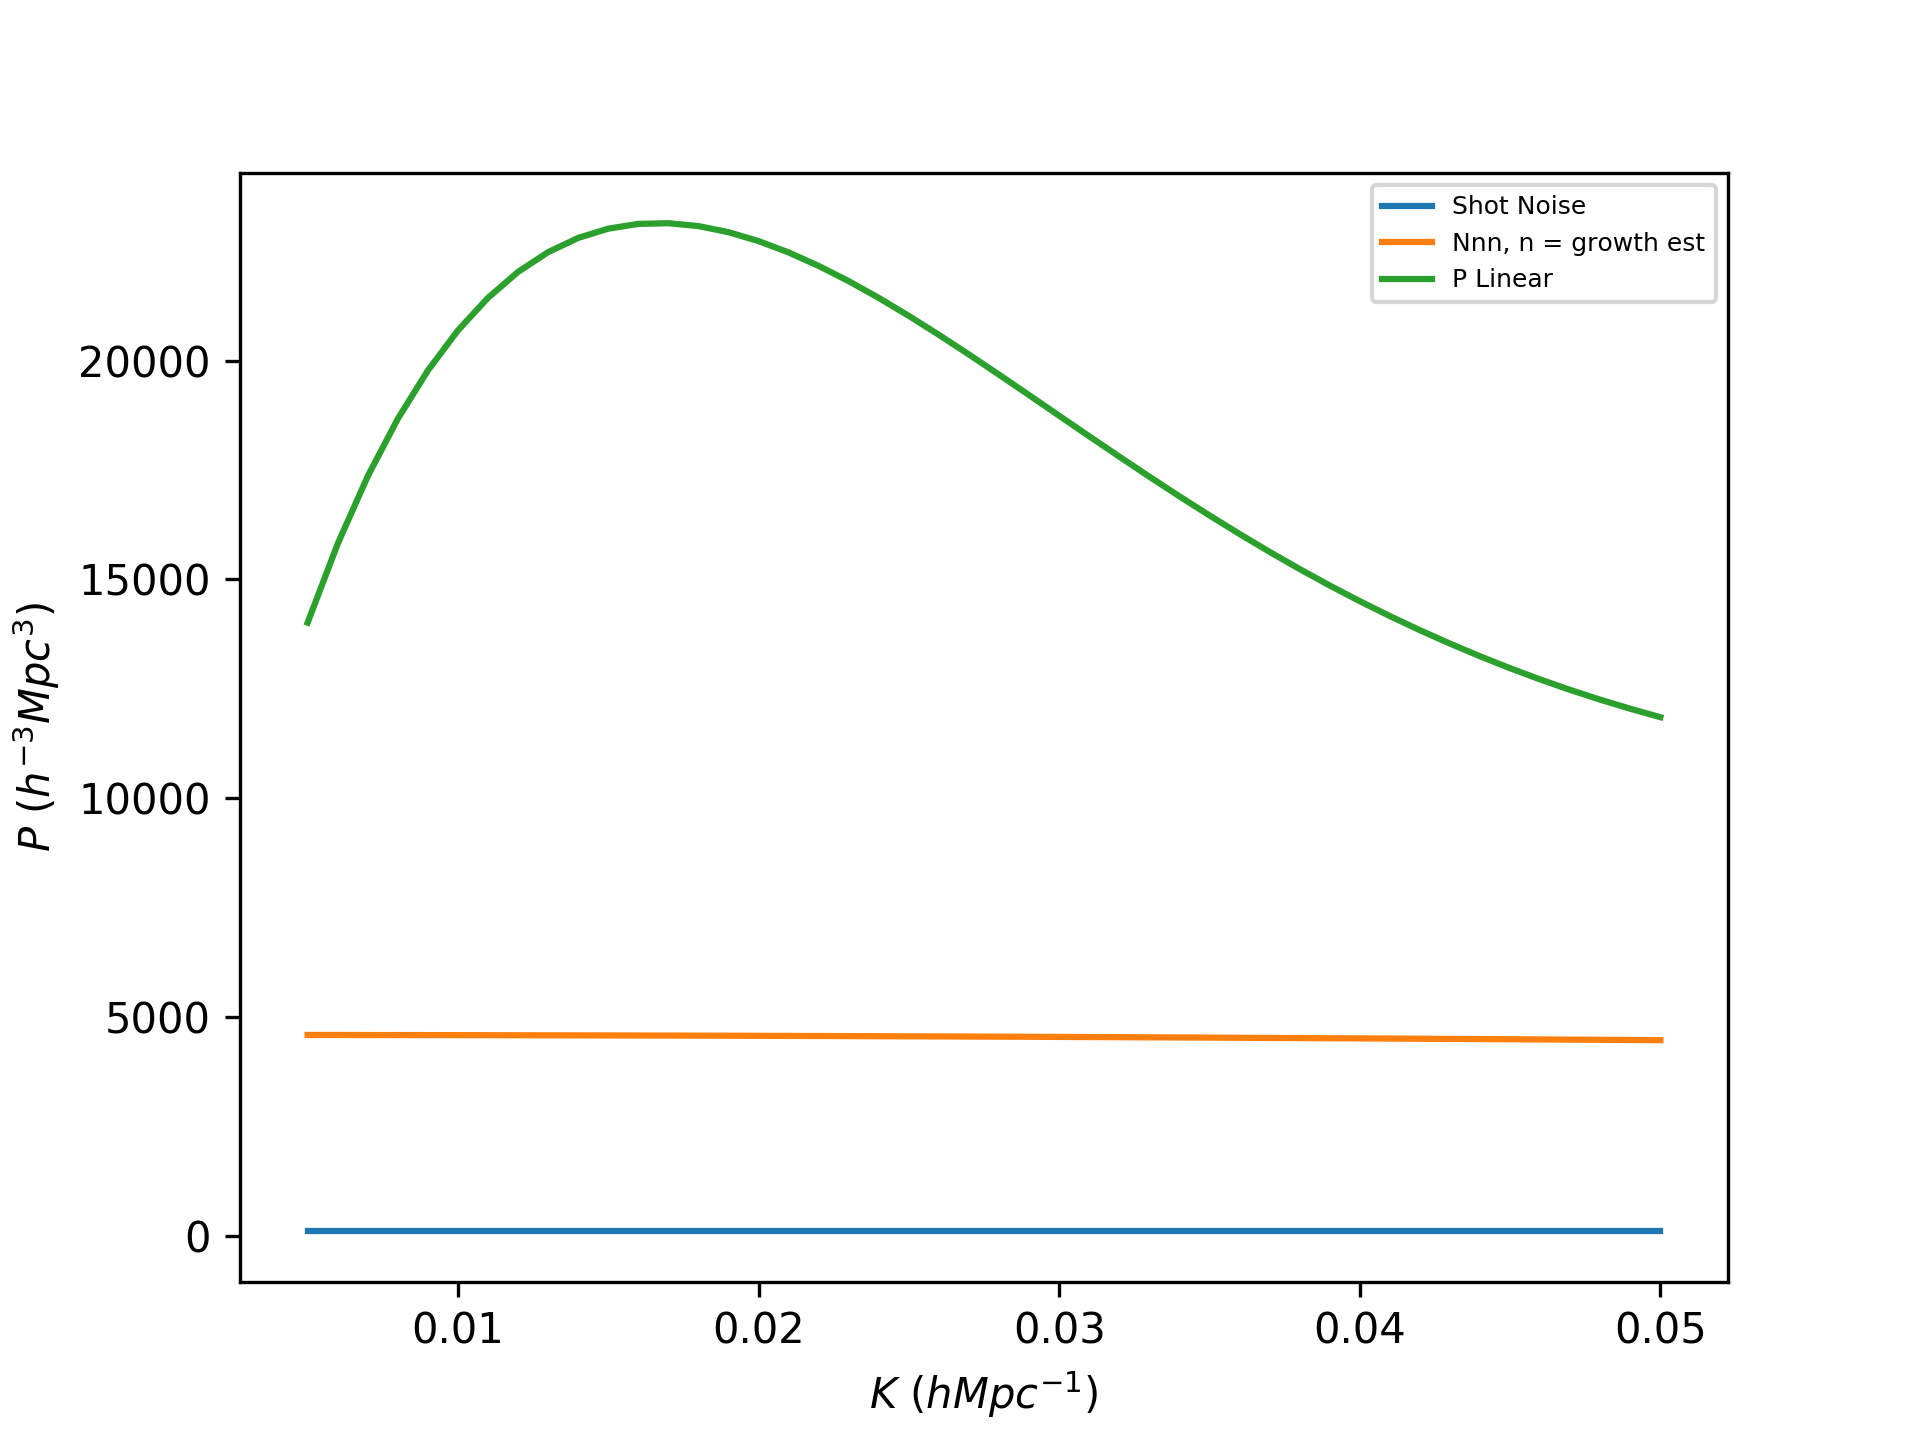 Shot Noise
Nnn, n = growth est
P Linear
20000
15000
10000
5000
0
P (h⁻³Mpc³)
0.01 0.02 0.03 0.04 0.05
K (hMpc⁻¹)